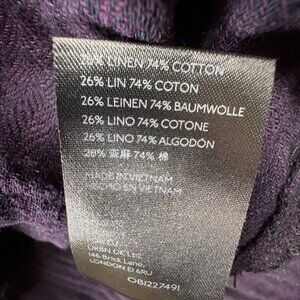 26% LINEN 74% COTTON
26% LIN 74% COTON
26% LEINEN 74% BAUMWOLLE
26% LINO 74% COTONE
26% LINO 74% ALGODÓN
26% 亚麻 74% 棉
MADE IN VIETNAM
HECHO EN VIETNAM
URBN UK LTD
146 Brick Lane,
LONDON E1 6RU
OB1227491